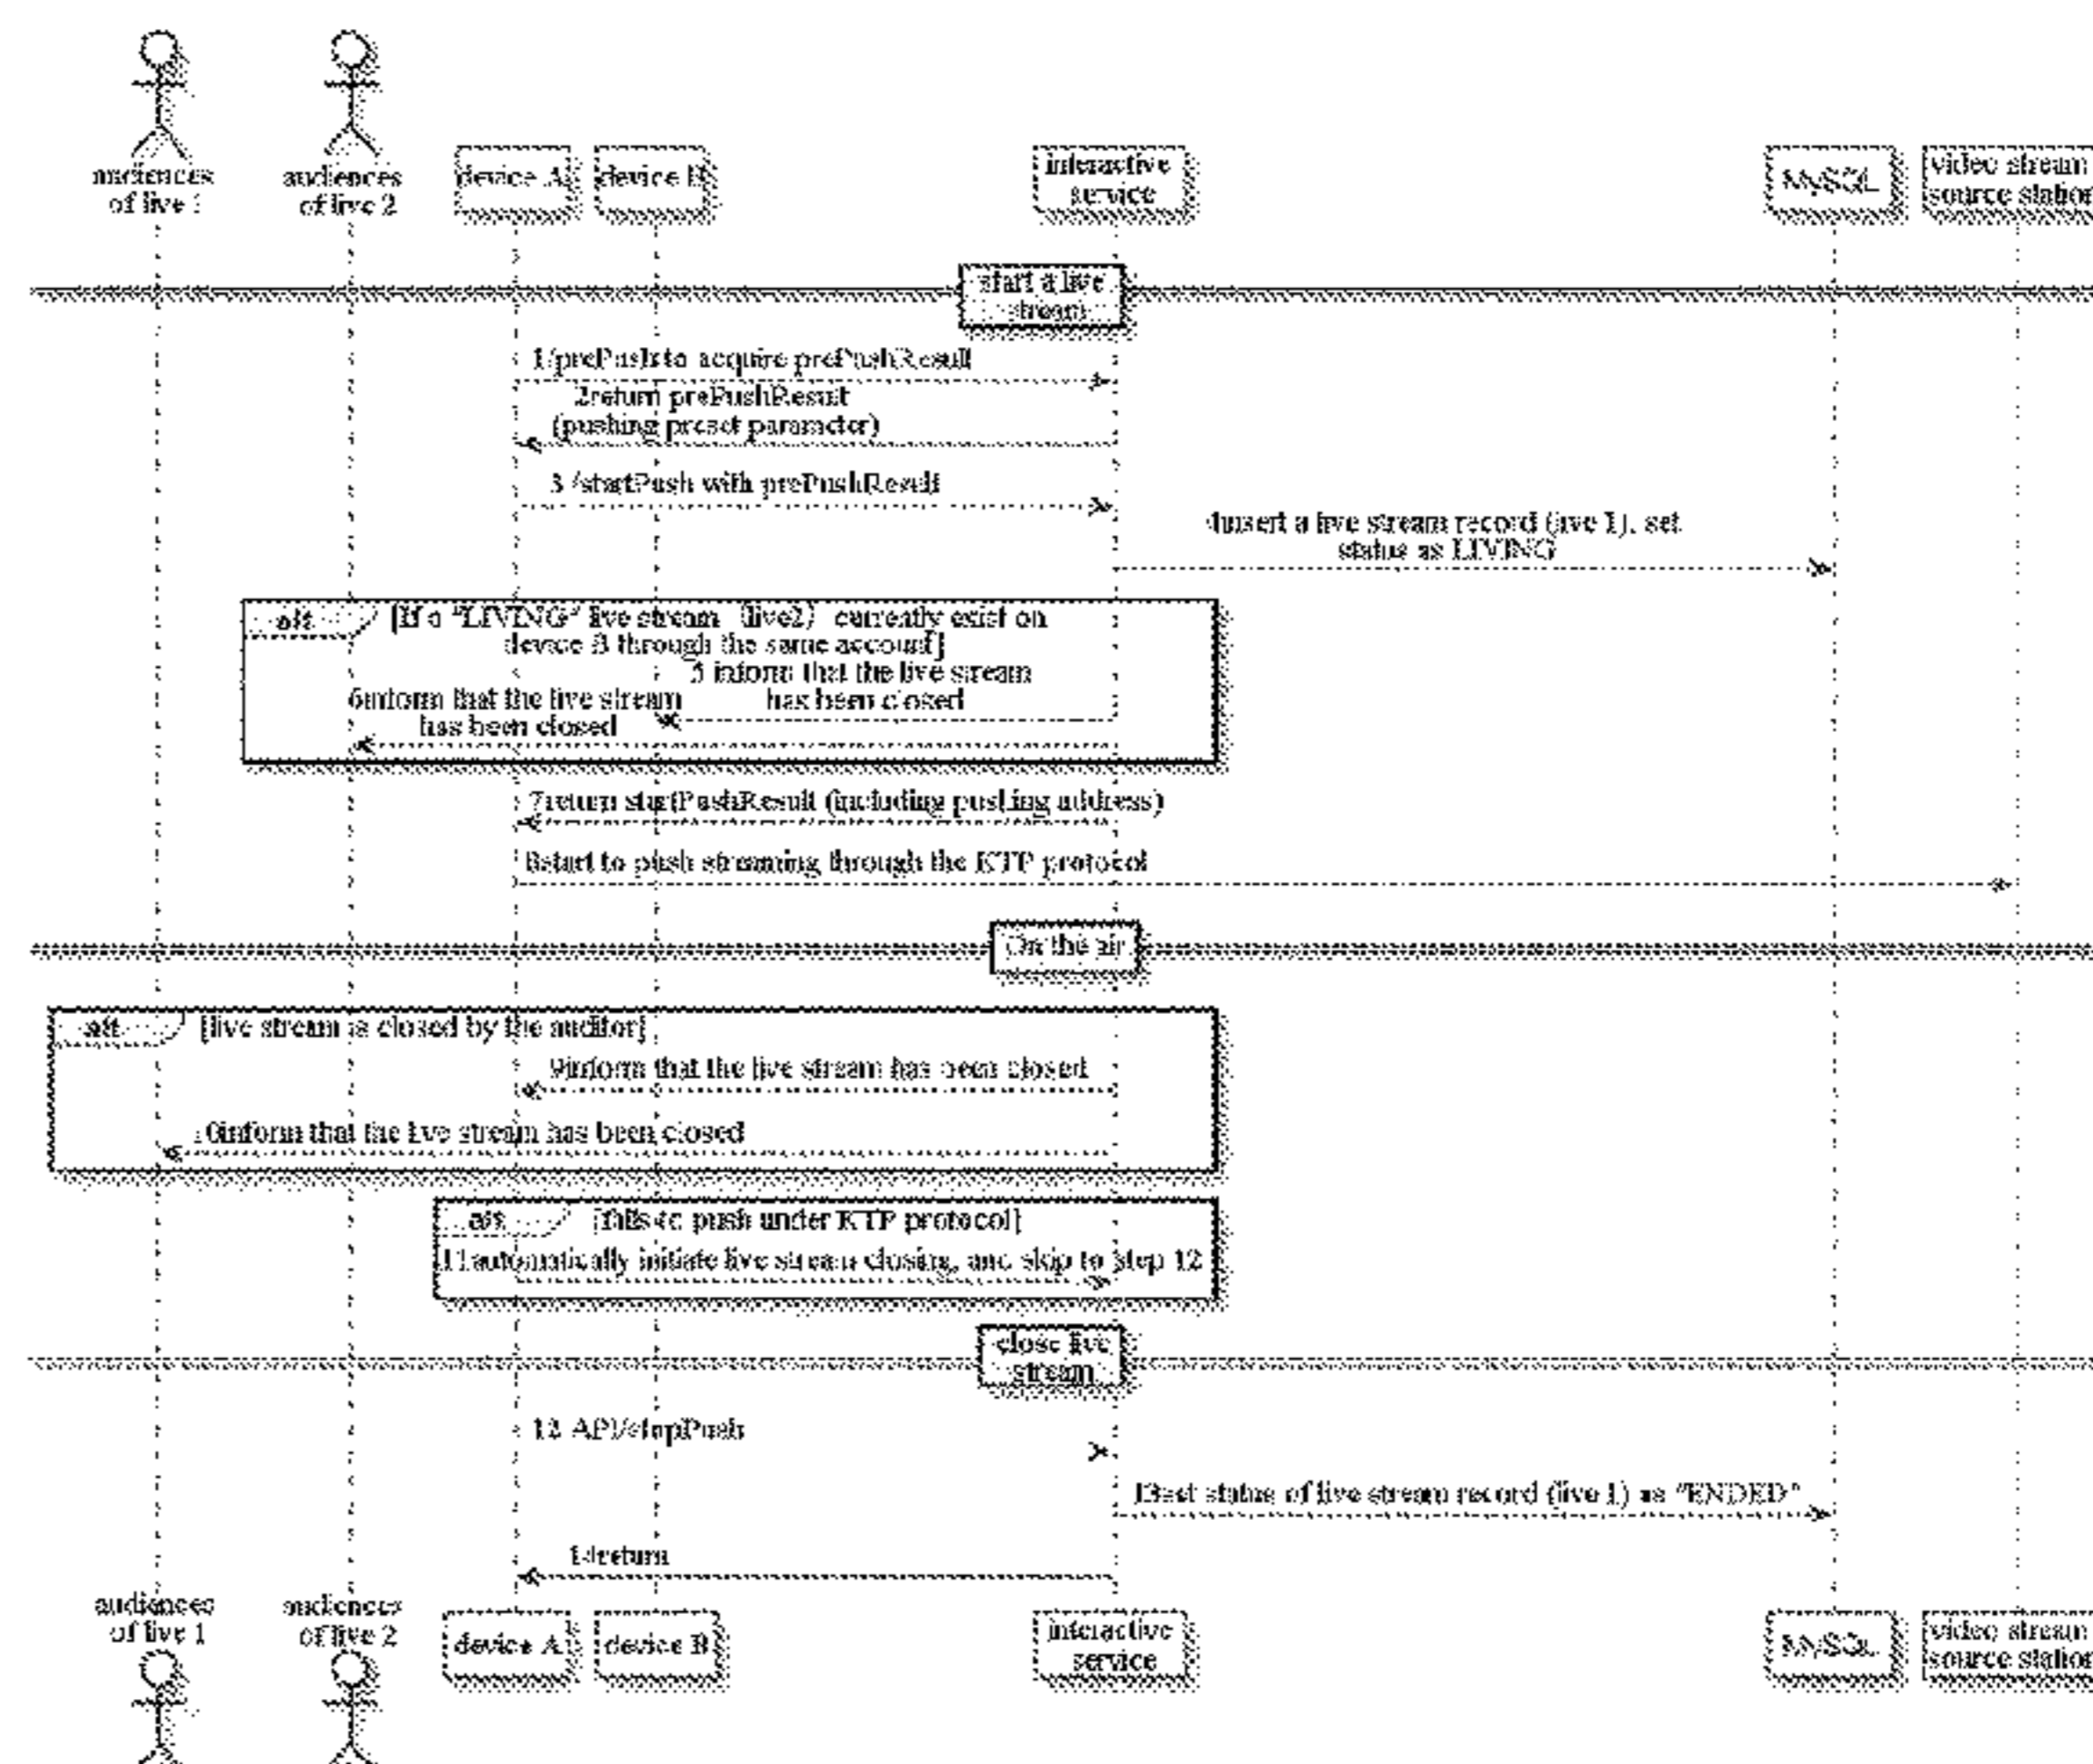 audiences
of live 1
audiences
of live 2
device A
device B
interactive
service
MySQL
video stream
source station
start a live
stream
1/prePush to acquire prePushResult
2return prePushResult
(pushing preset parameter)
3 /startPush with prePushResult
4insert a live stream record (live 1), set
status as LIVING
alt
[If a "LIVING" live stream (live2) currently exist on
device B through the same account]
5 inform that the live stream
has been closed
6inform that the live stream
has been closed
7return startPushResult (including pushing address)
8start to push streaming through the KTP protocol
On the air
alt
[live stream is closed by the auditor]
9inform that the live stream has been closed
10inform that the live stream has been closed
alt
[fails to push under KTP protocol]
11automatically initiate live stream closing, and skip to step 12
close live
stream
12 API/stopPush
13set status of live stream record (live 1) as "ENDED"
14return
audiences
of live 1
audiences
of live 2
device A
device B
interactive
service
MySQL
video stream
source station